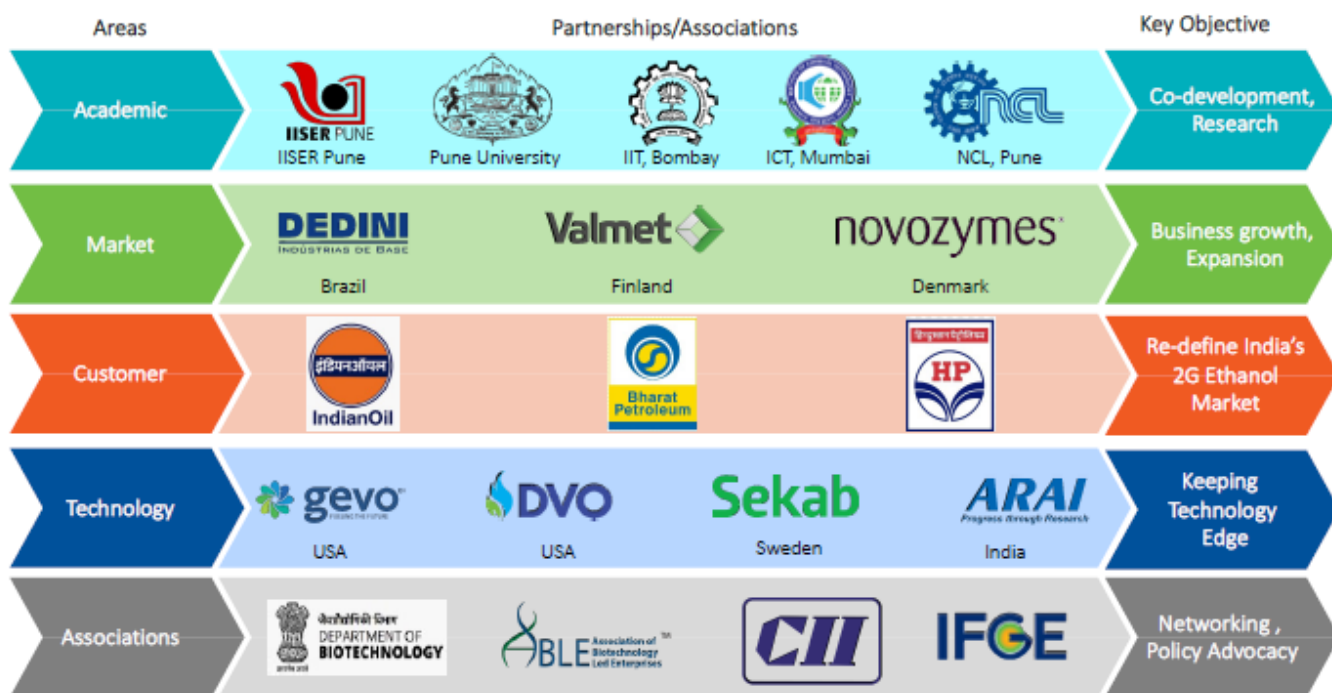 Areas
Partnerships/Associations
Key Objective
Academic
IISER PUNE
IISER Pune
Pune University
IIT, Bombay
ICT, Mumbai
NCL
NCL, Pune
Co-development,
Research
Market
DEDINI
INDÚSTRIAS DE BASE
Brazil
Valmet
Finland
novozymes
Denmark
Business growth,
Expansion
Customer
इंडियनऑयल
IndianOil
Bharat
Petroleum
हिन्दुस्तान पेट्रोलियम
HP
Re-define India's
2G Ethanol
Market
Technology
gevo
USA
DVO
USA
Sekab
Sweden
ARAI
Progress through Research
India
Keeping
Technology
Edge
Associations
जैवप्रौद्योगिकी विभाग
DEPARTMENT OF
BIOTECHNOLOGY
ABLE
Association of
Biotechnology
Led Enterprises
TM
CII
IFGE
Networking ,
Policy Advocacy